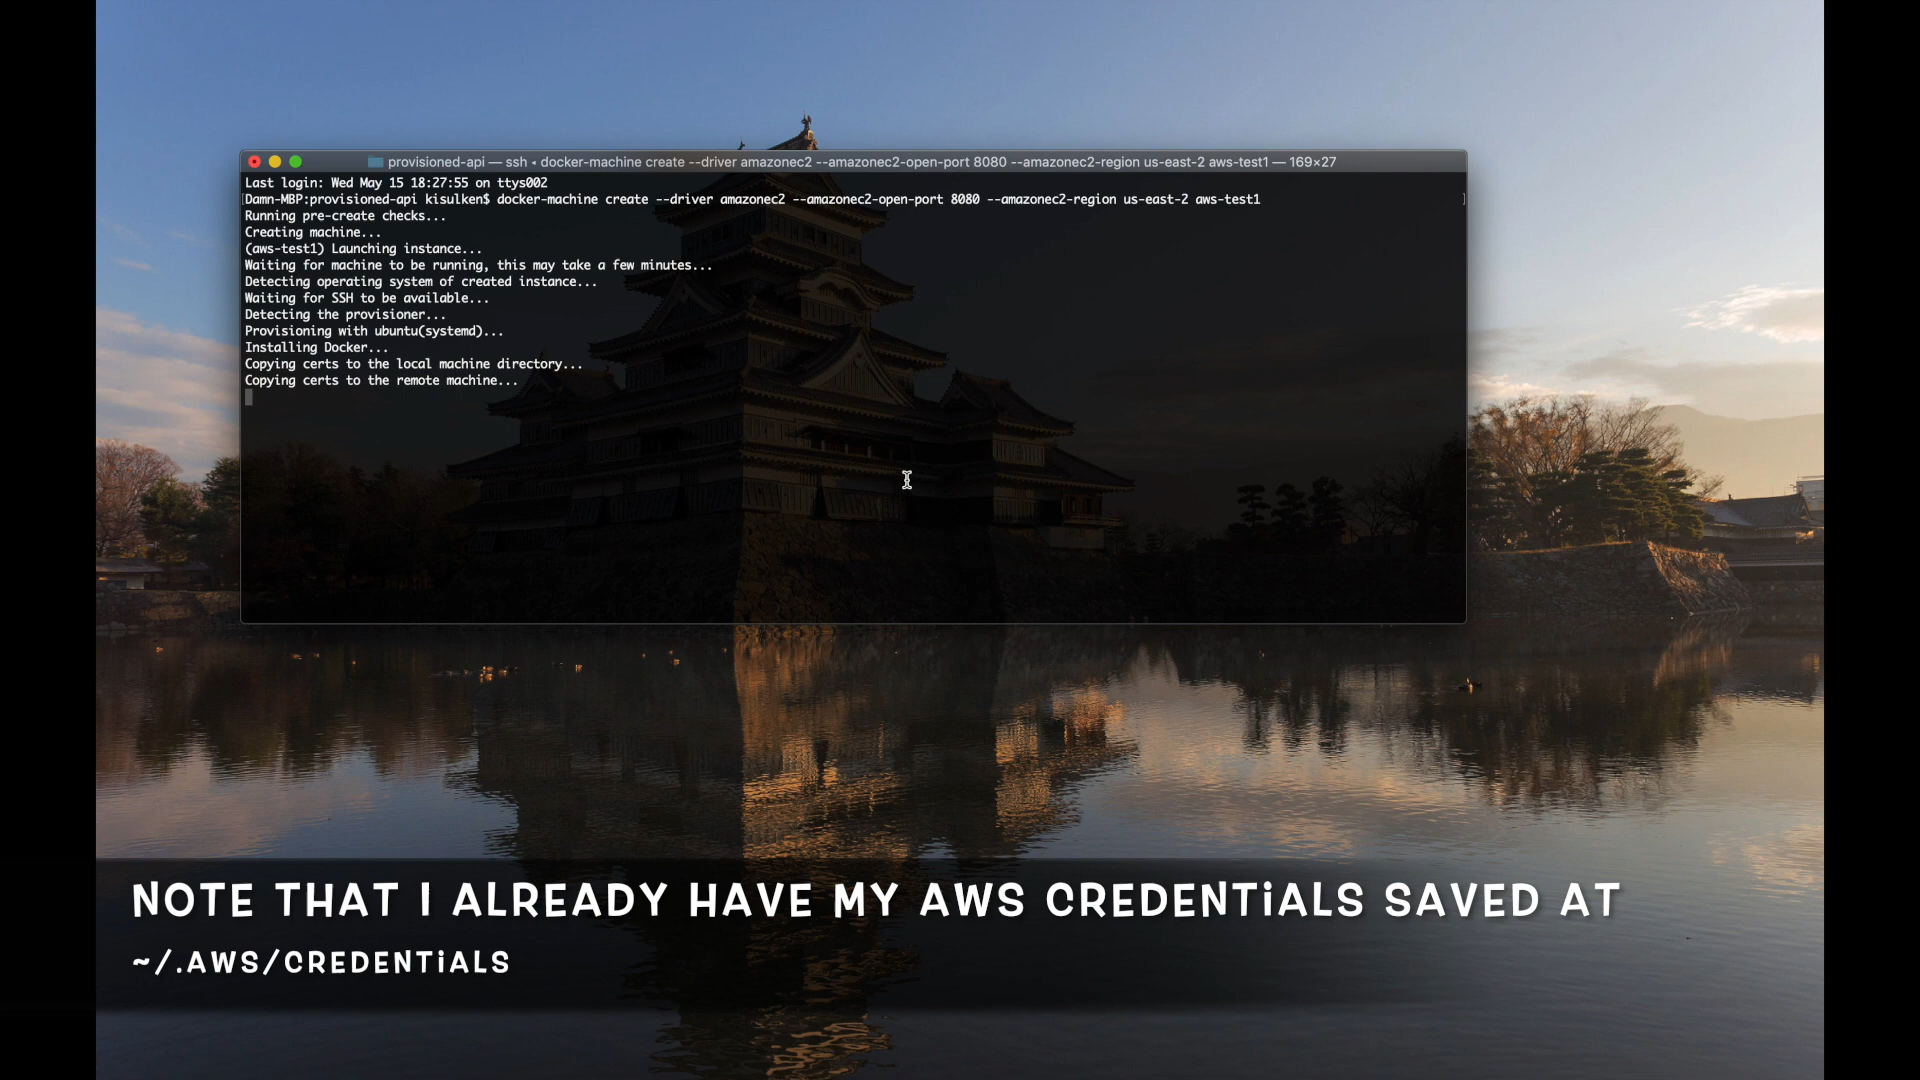 provisioned-api — ssh ◂ docker-machine create --driver amazonec2 --amazonec2-open-port 8080 --amazonec2-region us-east-2 aws-test1 — 169×27
Last login: Wed May 15 18:27:55 on ttys002
[Damn-MBP:provisioned-api kisulken$ docker-machine create --driver amazonec2 --amazonec2-open-port 8080 --amazonec2-region us-east-2 aws-test1 ]
Running pre-create checks...
Creating machine...
(aws-test1) Launching instance...
Waiting for machine to be running, this may take a few minutes...
Detecting operating system of created instance...
Waiting for SSH to be available...
Detecting the provisioner...
Provisioning with ubuntu(systemd)...
Installing Docker...
Copying certs to the local machine directory...
Copying certs to the remote machine...
NOTE THAT I ALREADY HAVE MY AWS CREDENTiALS SAVED AT
~/.AWS/CREDENTiALS